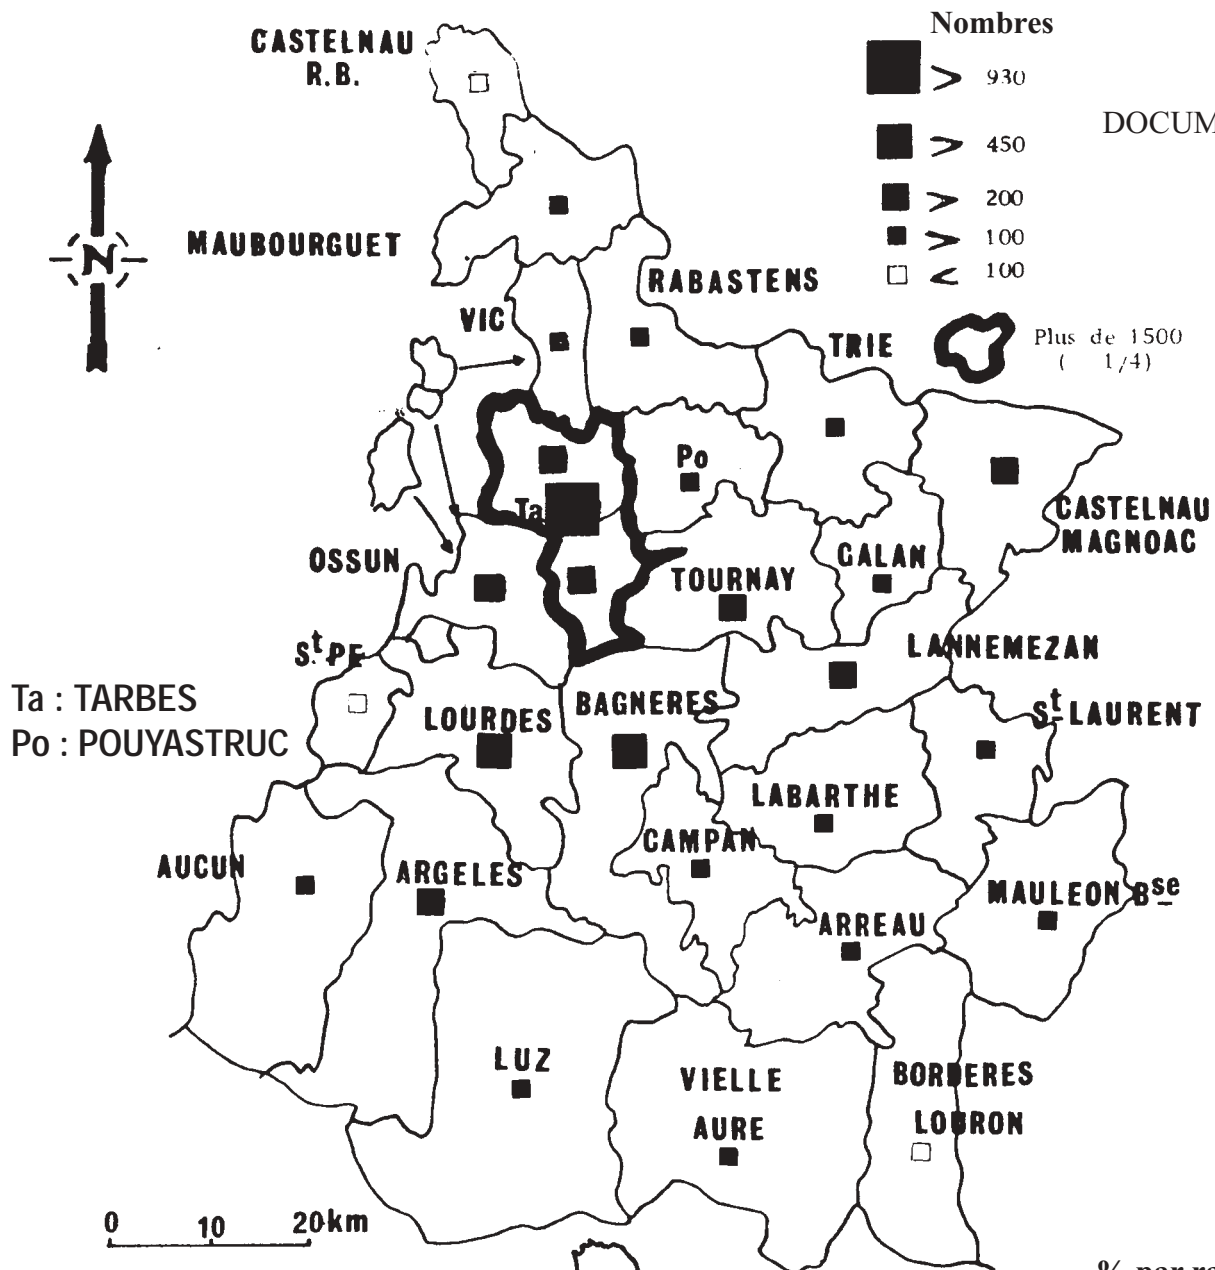 Nombres
> 930
DOCUM
> 450
> 200
> 100
< 100
Plus de 1500
( 1/4)
CASTELNAU
R.B.
N
MAUBOURGUET
RABASTENS
VIC
TRIE
Po
Ta
CASTELNAU
MAGNOAC
OSSUN
GALAN
TOURNAY
St PE
LANNEMEZAN
Ta : TARBES
Po : POUYASTRUC
LOURDES
BAGNERES
St LAURENT
LABARTHE
CAMPAN
AUCUN
ARGELES
MAULEON Bse
ARREAU
LUZ
VIELLE
AURE
BORDERES
LOURON
0 10 20km